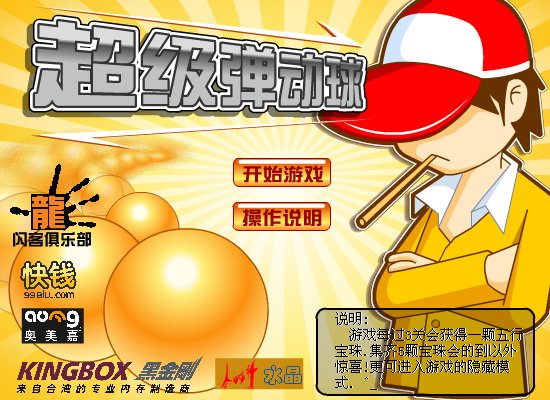 超级弹动球
开始游戏
操作说明
龍
闪客俱乐部
快钱
99Bill.com
奥美嘉
KINGBOX 黑金刚
来自台湾的专业内存制造商
水晶
说明:
游戏每过3关会获得一颗五行
宝珠.集齐5颗宝珠会的到以外
惊喜!更可进入游戏的隐藏模
式. ^_^